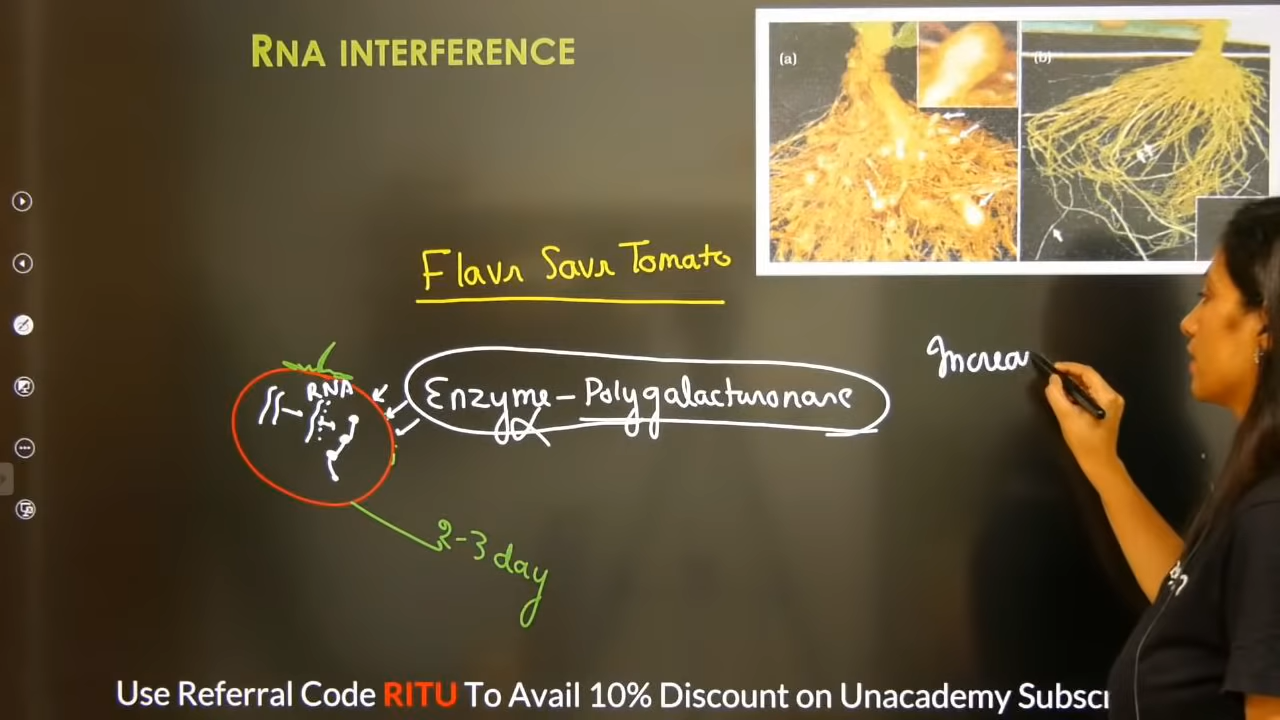 RNA INTERFERENCE
(a)
(b)
Flavr Savr Tomato
Increa
RNA
Enzyme - Polygalacturonase
2-3 day
Use Referral Code RITU To Avail 10% Discount on Unacademy Subscr